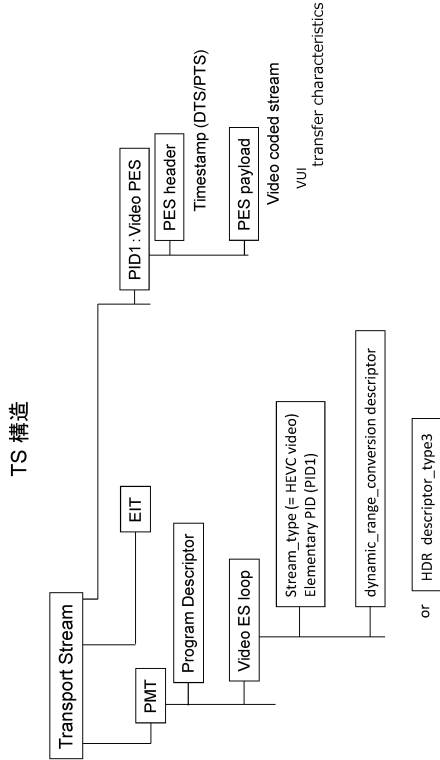 TS 構造
Transport Stream
PMT
Program Descriptor
Video ES loop
Stream_type (= HEVC video)
Elementary PID (PID1)
dynamic_range_conversion descriptor
or
HDR descriptor_type3
EIT
PID1 : Video PES
PES header
Timestamp (DTS/PTS)
PES payload
Video coded stream
VUI
transfer characteristics